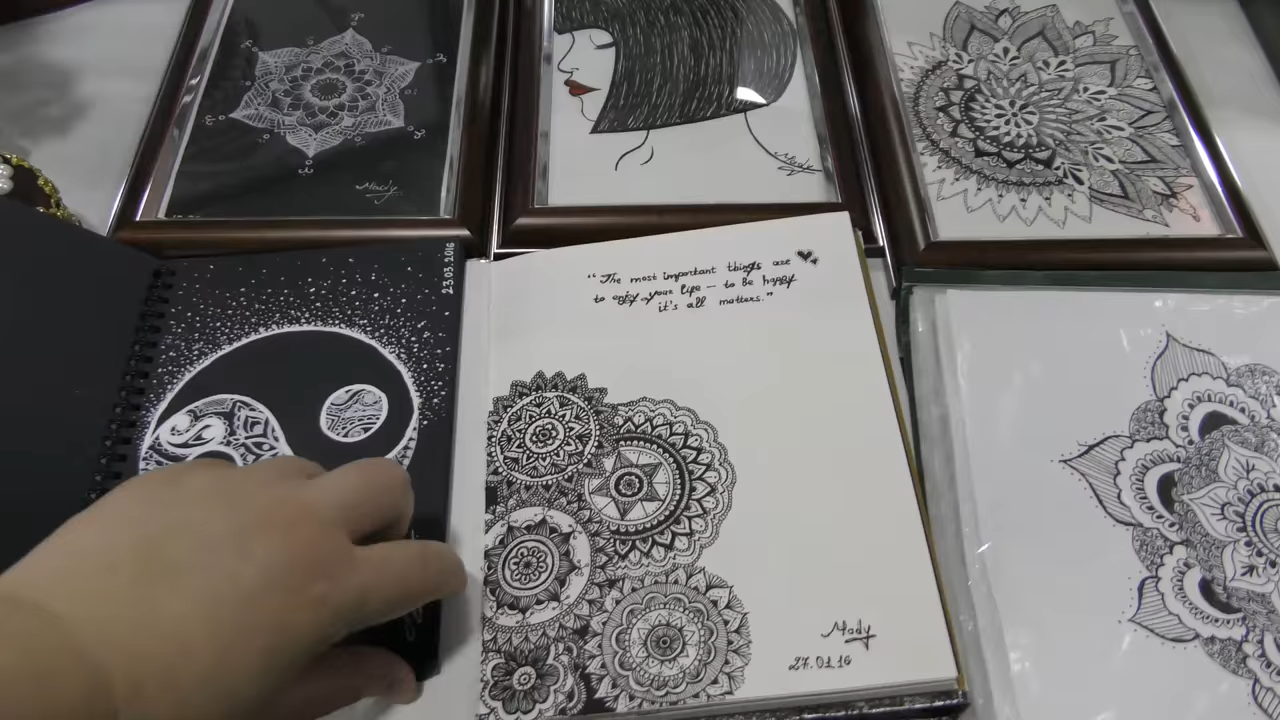 Mady
Mady
23.03.2016
"The most important things are
to enjoy your life – to be happy
it's all matters."
Mady
27.01.16